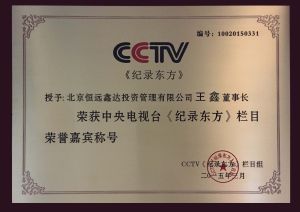 编号：10020150331
CCTV
《纪录东方》
授予：北京恒远鑫达投资管理有限公司王鑫董事长
荣获中央电视台《纪录东方》栏目
荣誉嘉宾称号
CCTV《纪录东方》栏目组
二〇一五年三月